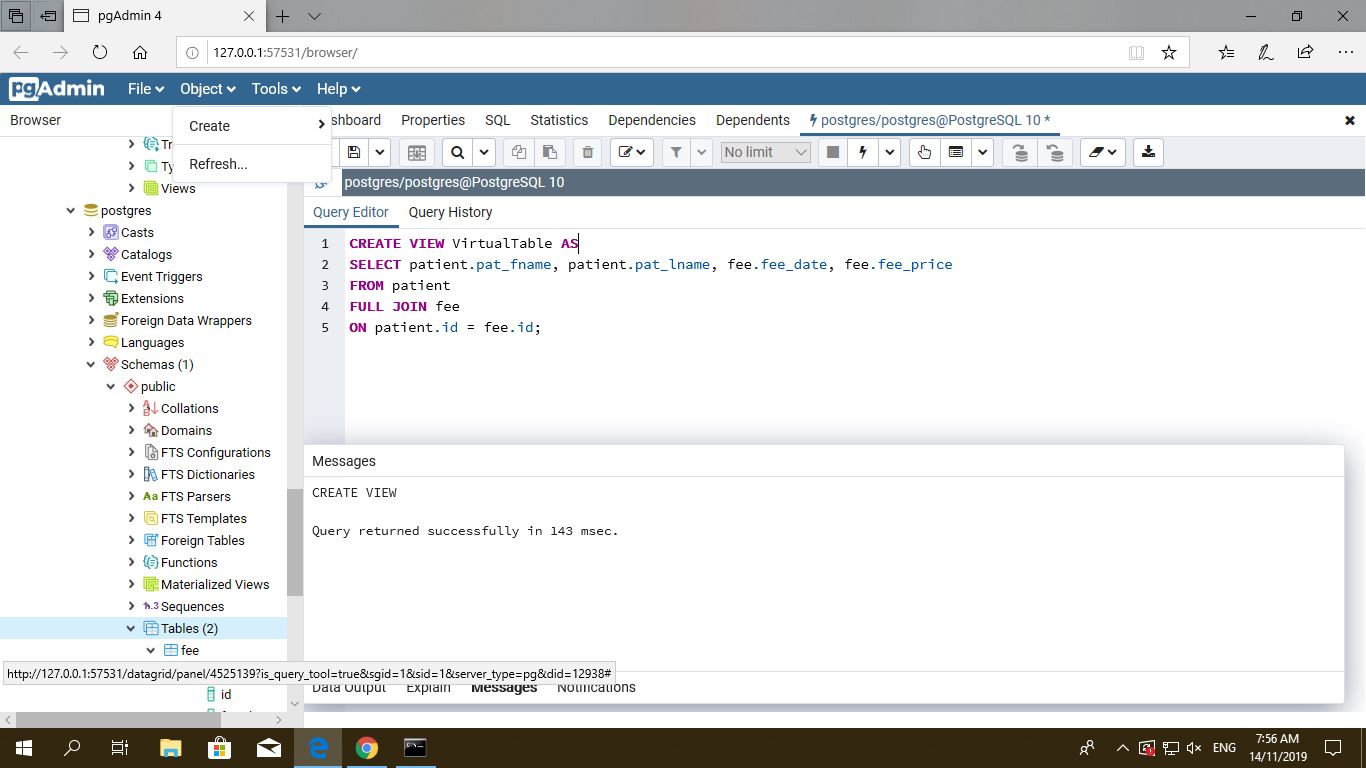 pgAdmin 4
127.0.0.1:57531/browser/
pgAdmin File Object Tools Help
Browser
Create
Refresh...
shboard Properties SQL Statistics Dependencies Dependents postgres/postgres@PostgreSQL 10 *
Tr
Ty
Views
No limit
postgres/postgres@PostgreSQL 10
Query Editor Query History
1 CREATE VIEW VirtualTable AS
2 SELECT patient.pat_fname, patient.pat_lname, fee.fee_date, fee.fee_price
3 FROM patient
4 FULL JOIN fee
5 ON patient.id = fee.id;
postgres
Casts
Catalogs
Event Triggers
Extensions
Foreign Data Wrappers
Languages
Schemas (1)
public
Collations
Domains
FTS Configurations
FTS Dictionaries
Aa FTS Parsers
FTS Templates
Foreign Tables
Functions
Materialized Views
1..3 Sequences
Tables (2)
fee
id
Messages
CREATE VIEW
Query returned successfully in 143 msec.
http://127.0.0.1:57531/datagrid/panel/4525139?is_query_tool=true&sgid=1&sid=1&server_type=pg&did=12938#
Data Output Explain Messages Notifications
ENG
7:56 AM
14/11/2019